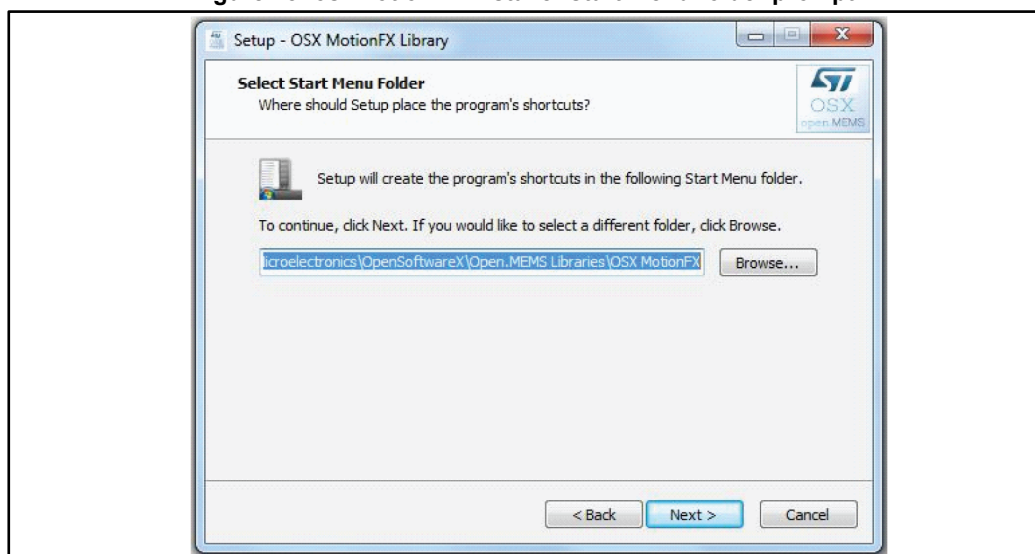 Setup - OSX MotionFX Library
Select Start Menu Folder
Where should Setup place the program's shortcuts?
OSX
open.MEMS
Setup will create the program's shortcuts in the following Start Menu folder.
To continue, click Next. If you would like to select a different folder, click Browse.
icroelectronics\OpenSoftwareX\Open.MEMS Libraries\OSX MotionFX
Browse...
< Back
Next >
Cancel